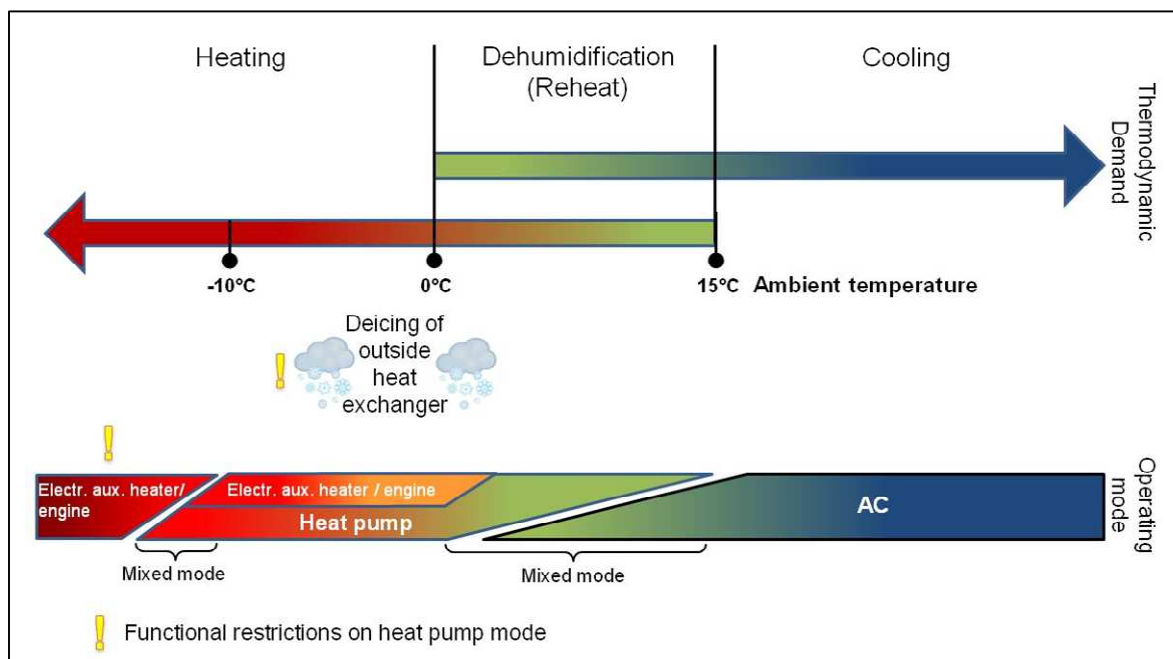 Heating
Dehumidification
(Reheat)
Cooling
Thermodynamic
Demand
-10°C
0°C
15°C
Ambient temperature
Deicing of
outside
heat
exchanger
Electr. aux. heater/
engine
Electr. aux. heater / engine
Heat pump
AC
Operating
mode
Mixed mode
Mixed mode
Functional restrictions on heat pump mode